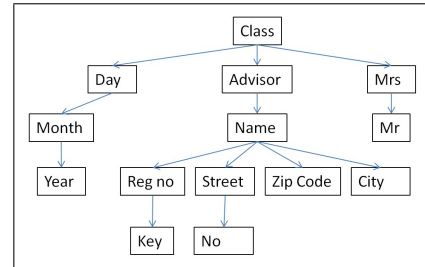 Class
Day Advisor Mrs
Month Name Mr
Year Reg no Street Zip Code City
Key No